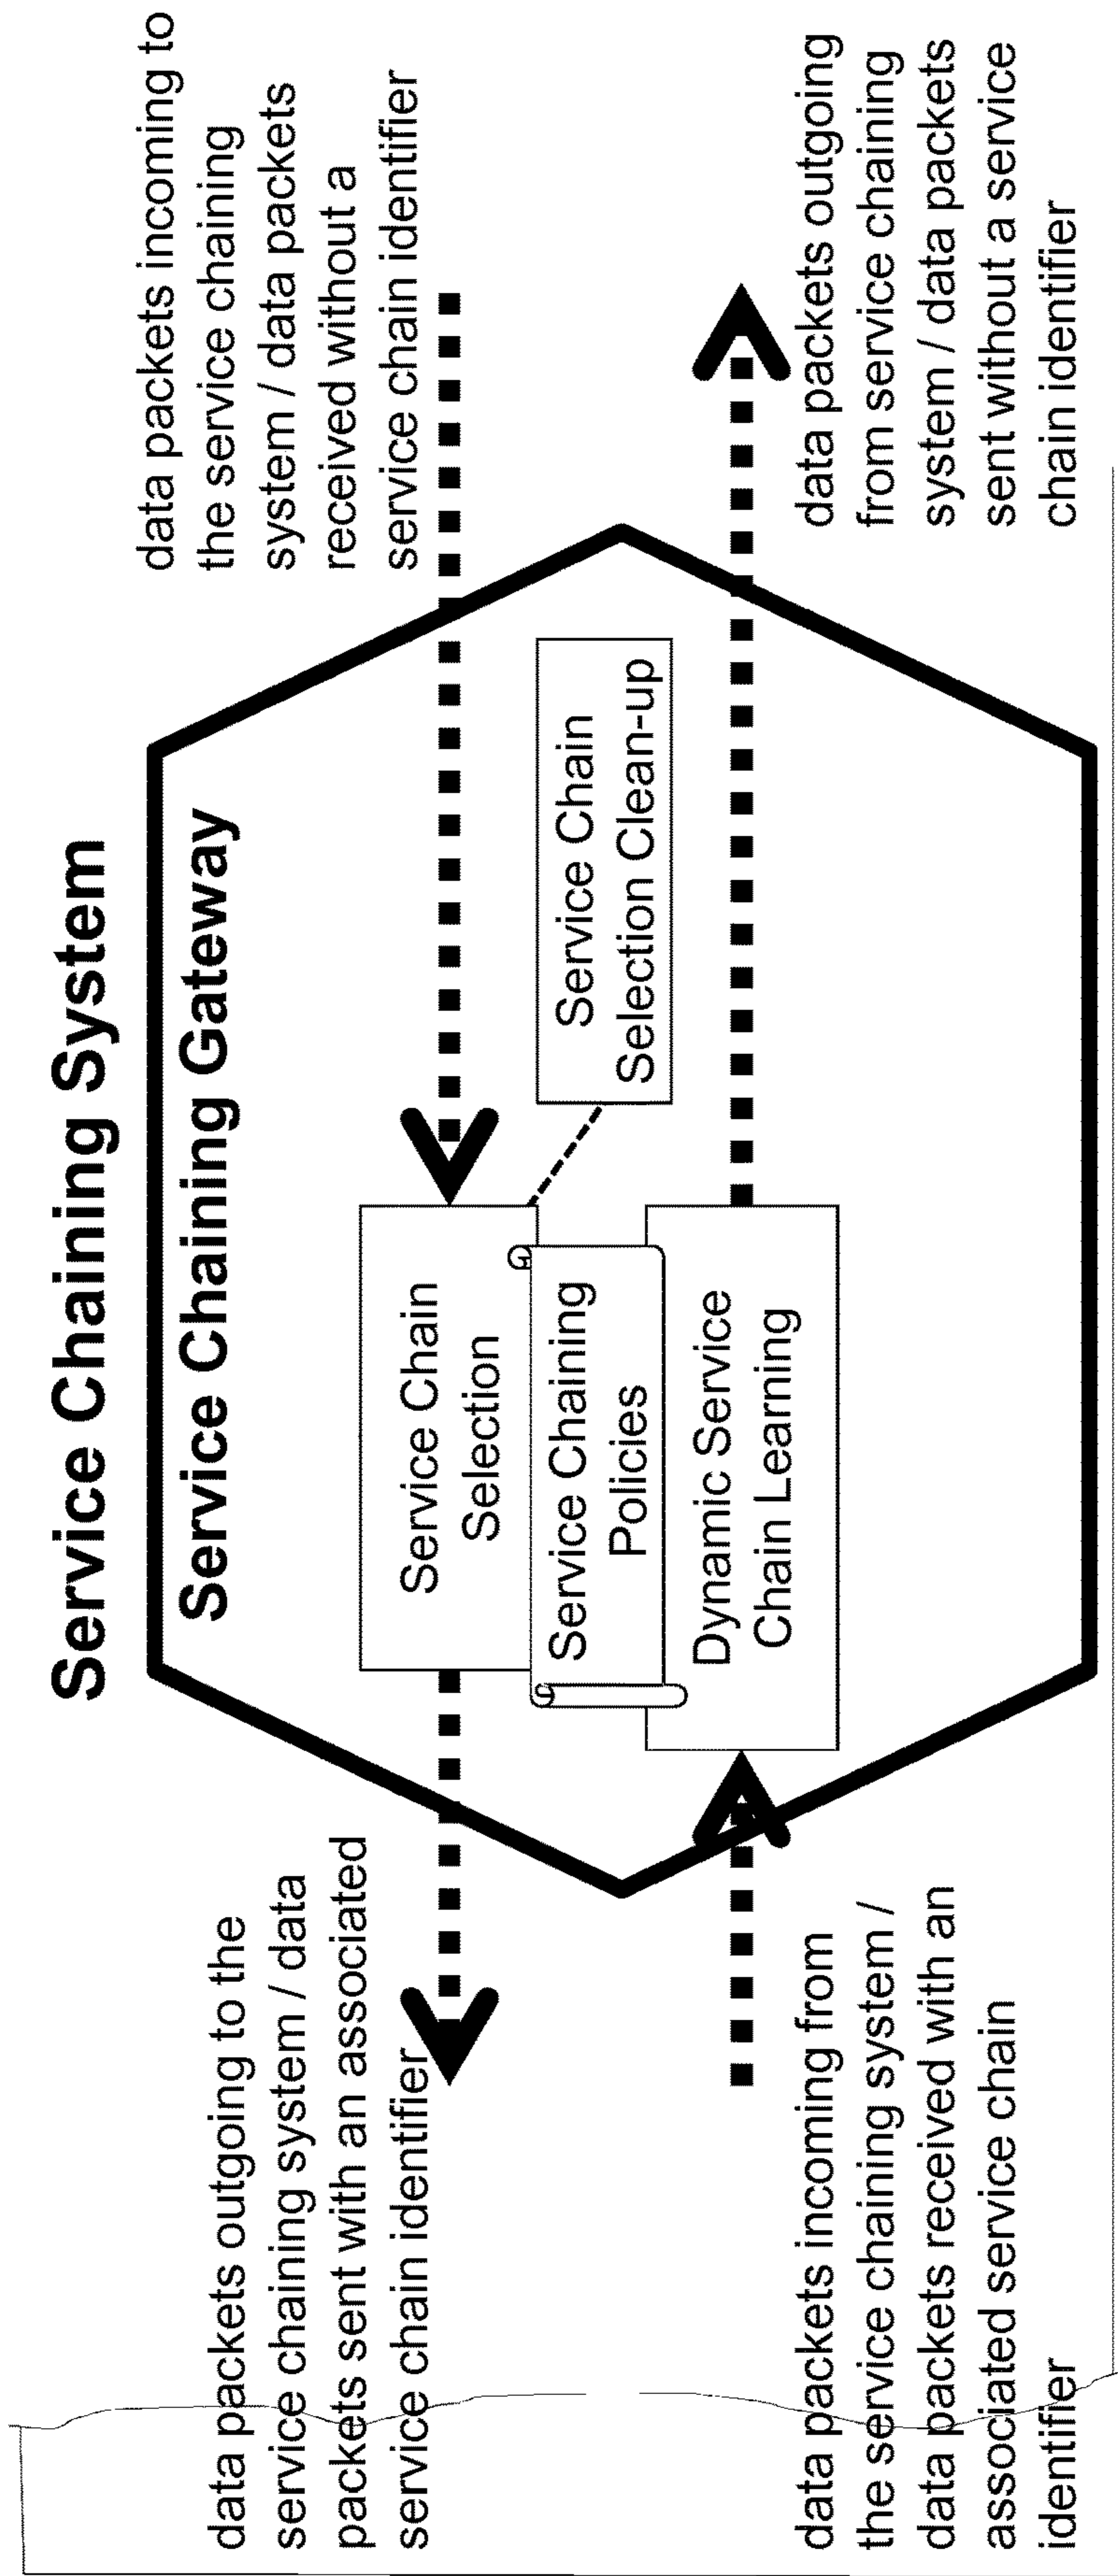 Service Chaining System
Service Chaining Gateway
data packets outgoing to the
service chaining system / data
packets sent with an associated
service chain identifier
data packets incoming to
the service chaining
system / data packets
received without a
service chain identifier
Service Chain
Selection
Service Chaining
Policies
Dynamic Service
Chain Learning
Service Chain
Selection Clean-up
data packets incoming from
the service chaining system /
data packets received with an
associated service chain
identifier
data packets outgoing
from service chaining
system / data packets
sent without a service
chain identifier